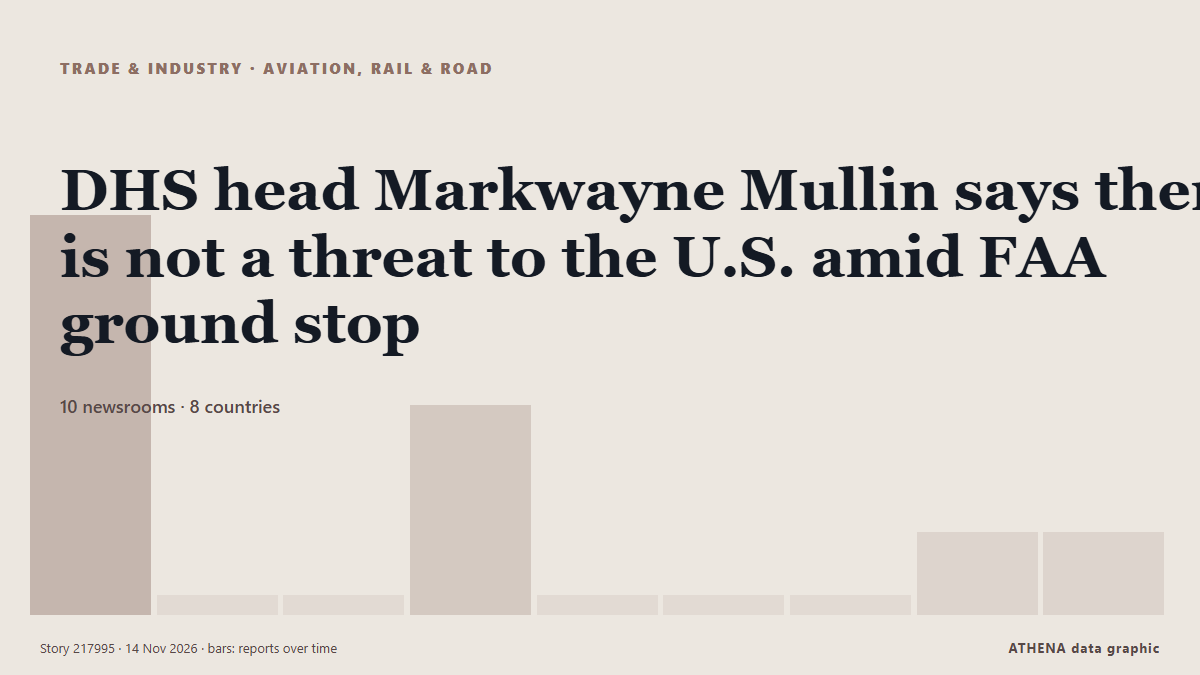 TRADE & INDUSTRY · AVIATION, RAIL & ROAD
DHS head Markwayne Mullin says
is not a threat to the U.S. amid FAA
ground stop
10 newsrooms · 8 countries
Story 217995 · 14 Nov 2026 · bars: reports over time
ATHENA data graphic